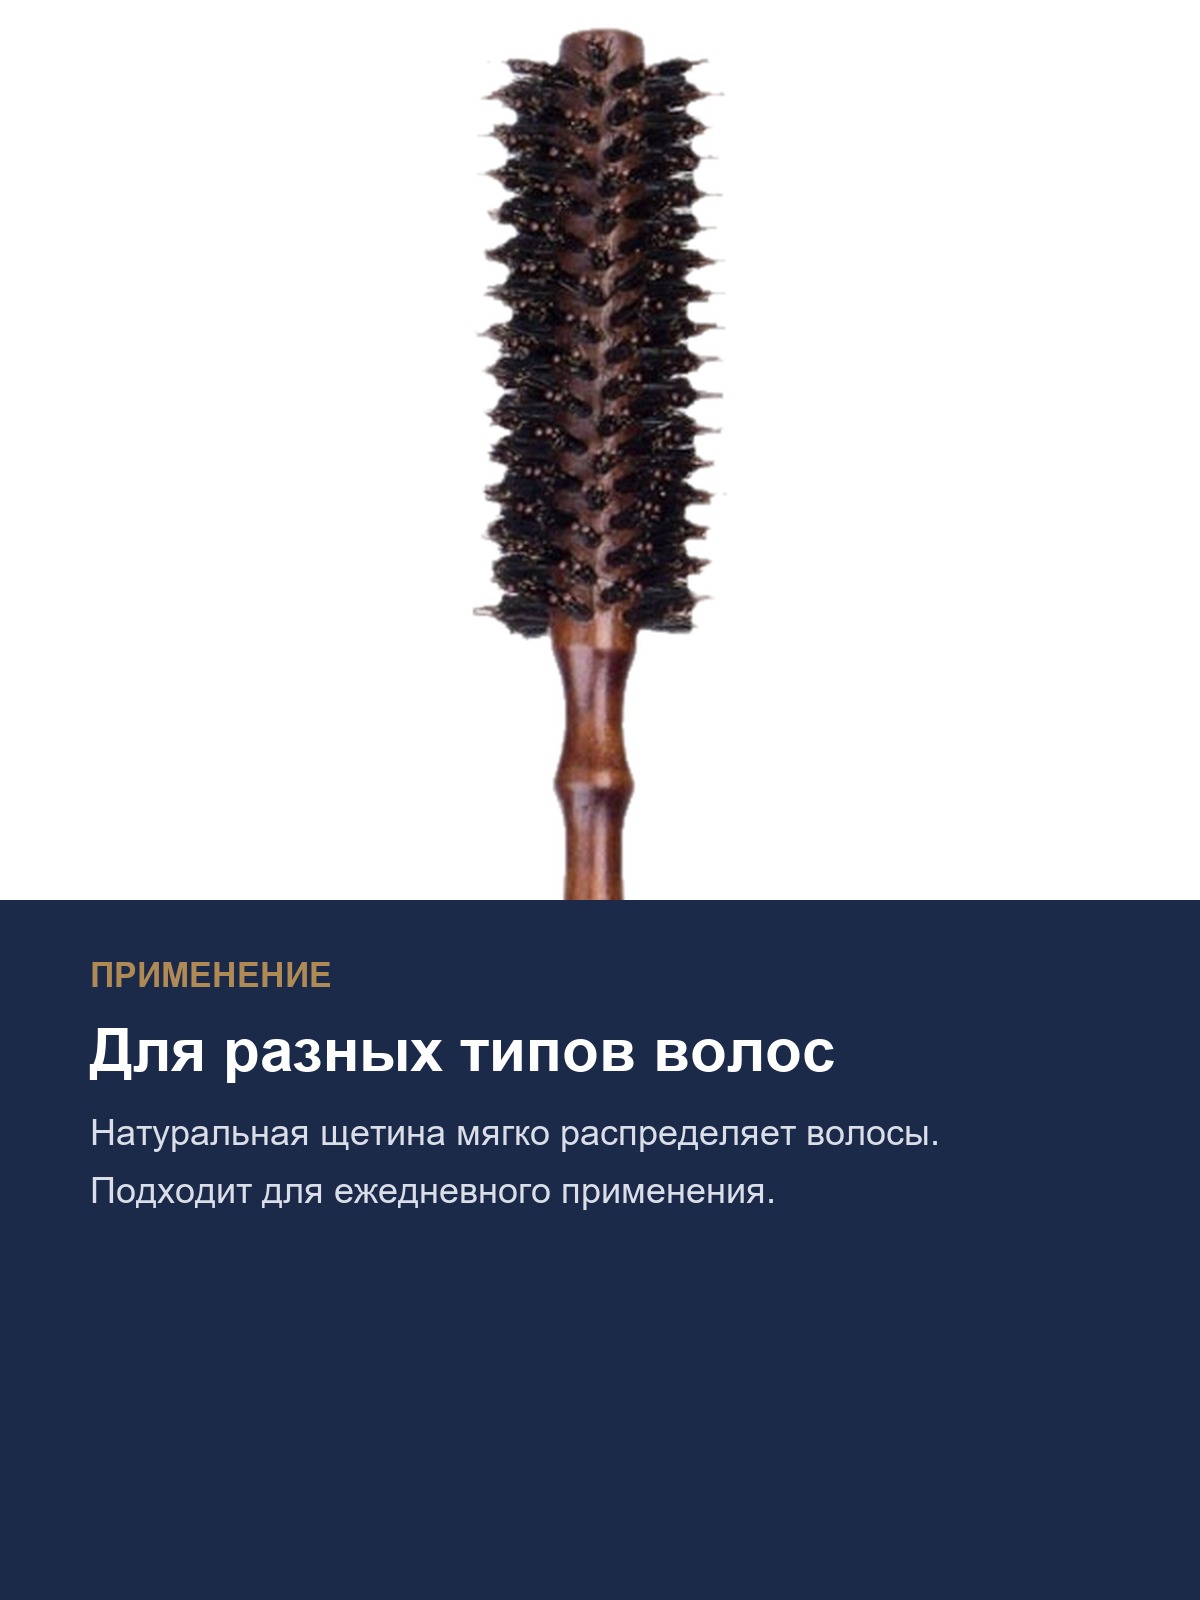 ПРИМЕНЕНИЕ
Для разных типов волос
Натуральная щетина мягко распределяет волосы.
Подходит для ежедневного применения.